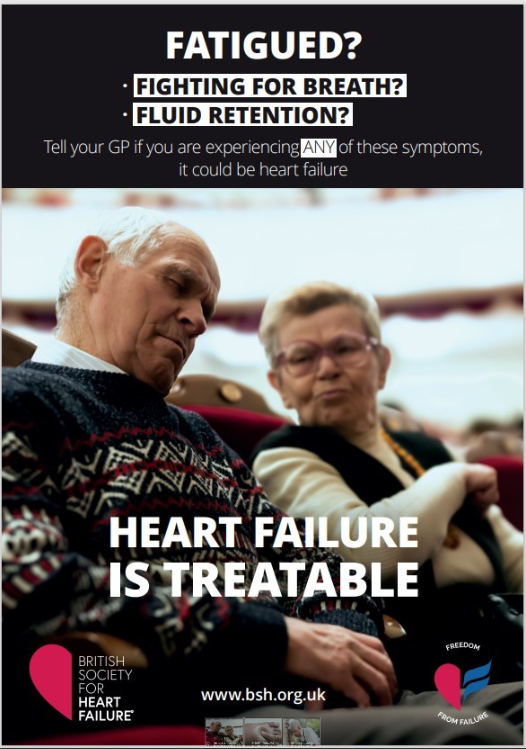 FATIGUED?
· FIGHTING FOR BREATH?
· FLUID RETENTION?
Tell your GP if you are experiencing ANY of these symptoms,
it could be heart failure
HEART FAILURE
IS TREATABLE
BRITISH
SOCIETY
FOR
HEART
FAILURE®
www.bsh.org.uk
FREEDOM
FROM FAILURE